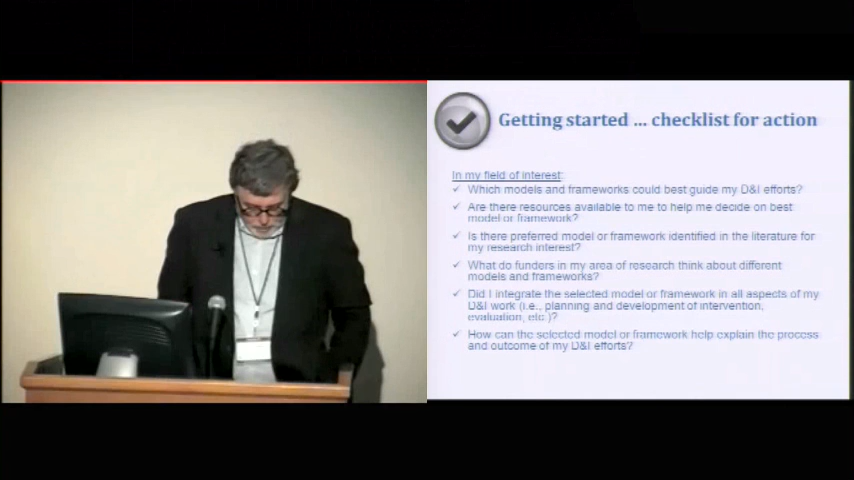 Getting started ... checklist for action
In my field of interest:
Which models and frameworks could best guide my D&I efforts?
Are there resources available to me to help me decide on best
model or framework?
Is there preferred model or framework identified in the literature for
my research interest?
What do funders in my area of research think about different
models and frameworks?
Did I integrate the selected model or framework in all aspects of my
D&I work (i.e., planning and development of intervention,
evaluation, etc.)?
How can the selected model or framework help explain the process
and outcome of my D&I efforts?